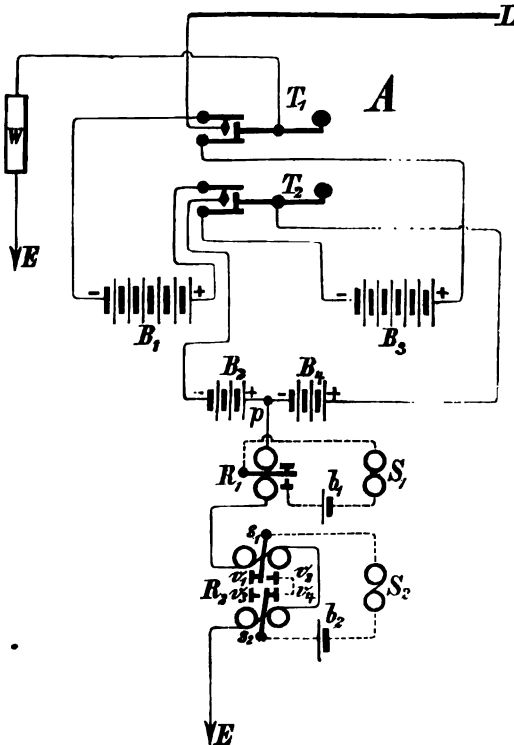 L
A
T₁
W
T₂
E
- +
B₁
- +
B₃
- + - +
B₂ B₄
p
R₁ S₁
b₁
s₁
v₁ v₂
R₂ S₂
v₃ v₄
s₂ b₂
E